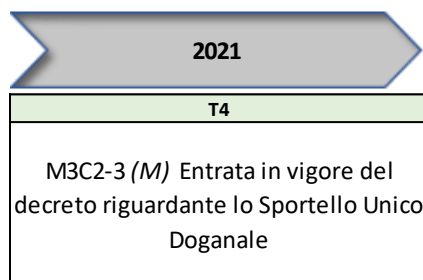 2021
T4
M3C2-3 (M) Entrata in vigore del
decreto riguardante lo Sportello Unico
Doganale